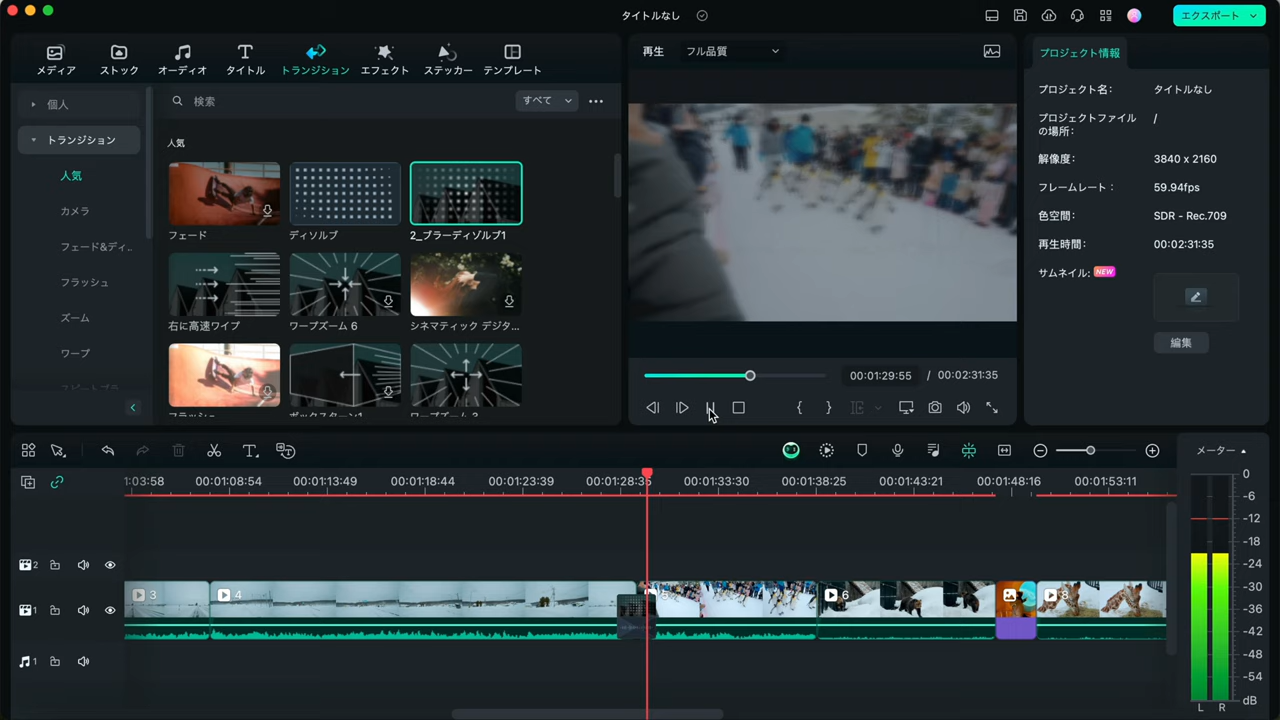 タイトルなし
エクスポート
メディア
ストック
オーディオ
タイトル
トランジション
エフェクト
ステッカー
テンプレート
個人
トランジション
人気
カメラ
フェード&ディ..
フラッシュ
ズーム
ワープ
検索
すべて
人気
フェード
ディソルブ
2_ブラーディゾルブ1
右に高速ワイプ
ワープズーム 6
シネマティック デジタ...
再生
フル品質
00:01:29:55 / 00:02:31:35
プロジェクト情報
プロジェクト名: タイトルなし
プロジェクトファイル
の場所: /
解像度: 3840 x 2160
フレームレート: 59.94fps
色空間: SDR - Rec.709
再生時間: 00:02:31:35
サムネイル: NEW
編集
メーター
1:03:58 00:01:08:54 00:01:13:49 00:01:18:44 00:01:23:39 00:01:28:35 00:01:33:30 00:01:38:25 00:01:43:21 00:01:48:16 00:01:53:11
2
3
4
6
8
1
1
0
-6
-12
-18
-24
-30
-36
-42
-48
-54
dB
L R